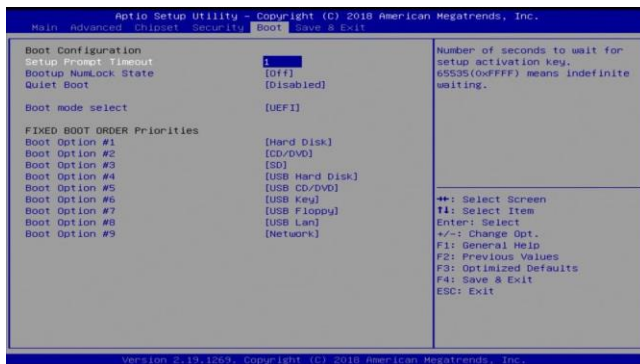 Aptio Setup Utility - Copyright (C) 2018 American Megatrends, Inc.
Main Advanced Chipset Security Boot Save & Exit
Boot Configuration
Setup Prompt Timeout 1
Bootup NumLock State [Off]
Quiet Boot [Disabled]
Boot mode select [UEFI]
FIXED BOOT ORDER Priorities
Boot Option #1 [Hard Disk]
Boot Option #2 [CD/DVD]
Boot Option #3 [SD]
Boot Option #4 [USB Hard Disk]
Boot Option #5 [USB CD/DVD]
Boot Option #6 [USB Key]
Boot Option #7 [USB Floppy]
Boot Option #8 [USB Lan]
Boot Option #9 [Network]
Number of seconds to wait for
setup activation key.
65535(0xFFFF) means indefinite
waiting.
→←: Select Screen
↑↓: Select Item
Enter: Select
+/-: Change Opt.
F1: General Help
F2: Previous Values
F3: Optimized Defaults
F4: Save & Exit
ESC: Exit
Version 2.19.1269. Copyright (C) 2018 American Megatrends, Inc.